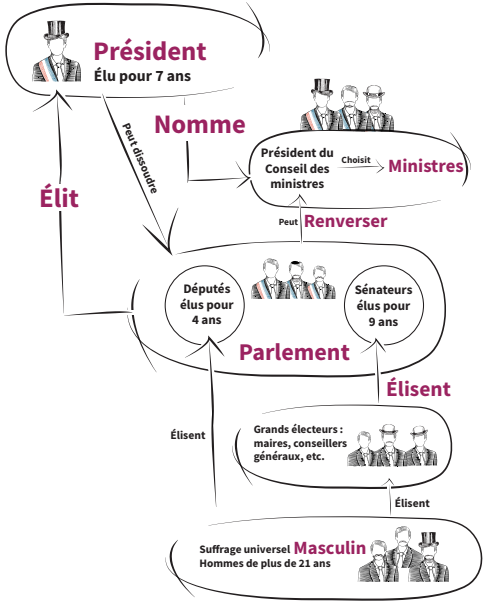 Président
Élu pour 7 ans
Peut dissoudre
Nomme
Président du
Conseil des
ministres
Choisit
Ministres
Élit
Peut Renverser
Députés
élus pour
4 ans
Sénateurs
élus pour
9 ans
Parlement
Élisent
Grands électeurs :
maires, conseillers
généraux, etc.
Élisent
Élisent
Suffrage universel Masculin
Hommes de plus de 21 ans